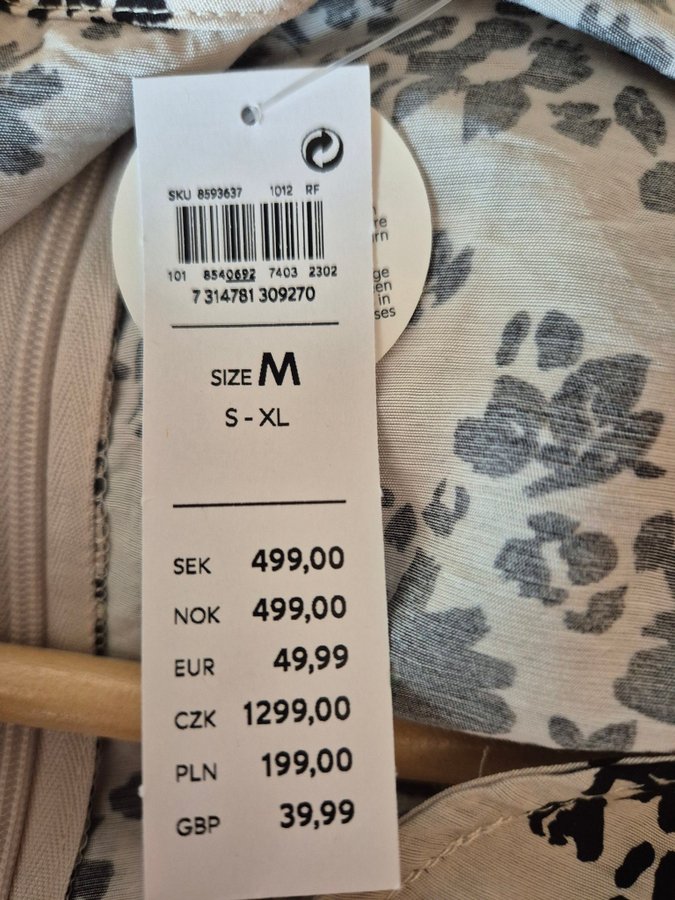 SKU 8593637 1012 RF
101 8540692 7403 2302
7 314781 309270
SIZE M
S - XL
SEK 499,00
NOK 499,00
EUR 49,99
CZK 1299,00
PLN 199,00
GBP 39,99
in